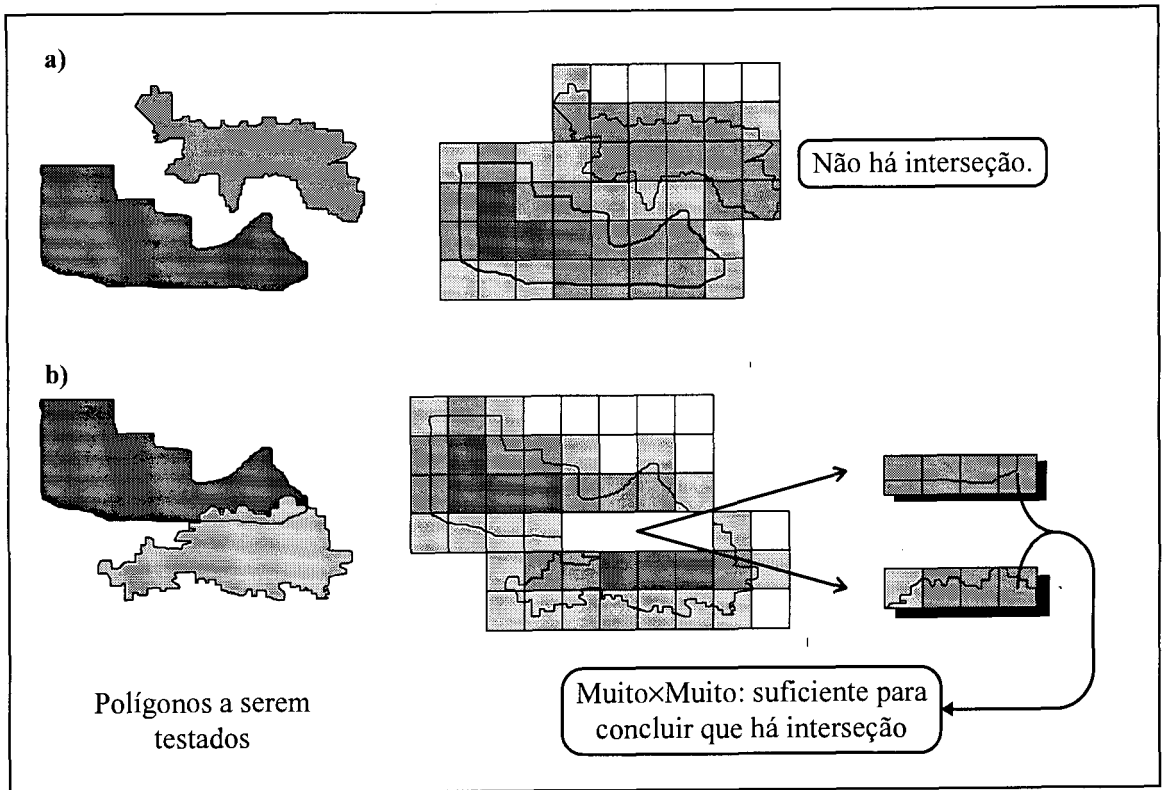 a)
Não há interseção.
b)
Polígonos a serem
testados
Muito×Muito: suficiente para
concluir que há interseção